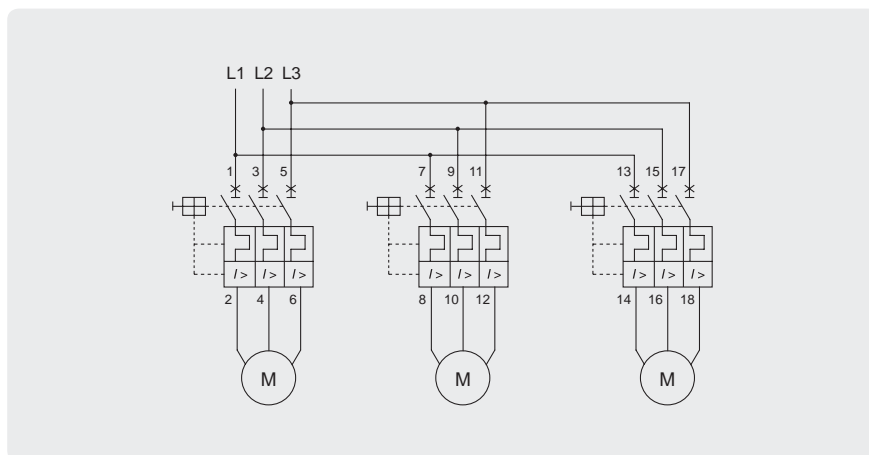 L1 L2 L3
1 3 5 7 9 11 13 15 17
I> I> I> I> I> I> I> I> I>
2 4 6 8 10 12 14 16 18
M M M